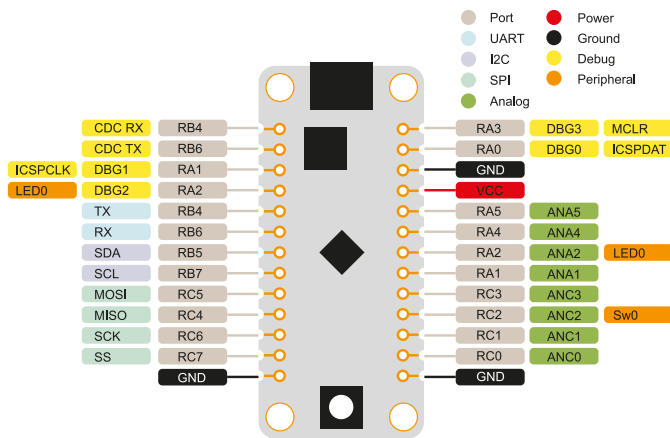 Port Power
UART Ground
I2C Debug
SPI Peripheral
Analog
CDC RX RB4 RA3 DBG3 MCLR
CDC TX RB6 RA0 DBG0 ICSPDAT
ICSPCLK DBG1 RA1 GND
LED0 DBG2 RA2 VCC
TX RB4 RA5 ANA5
RX RB6 RA4 ANA4
SDA RB5 RA2 ANA2 LED0
SCL RB7 RA1 ANA1
MOSI RC5 RC3 ANC3
MISO RC4 RC2 ANC2 Sw0
SCK RC6 RC1 ANC1
SS RC7 RC0 ANC0
GND GND